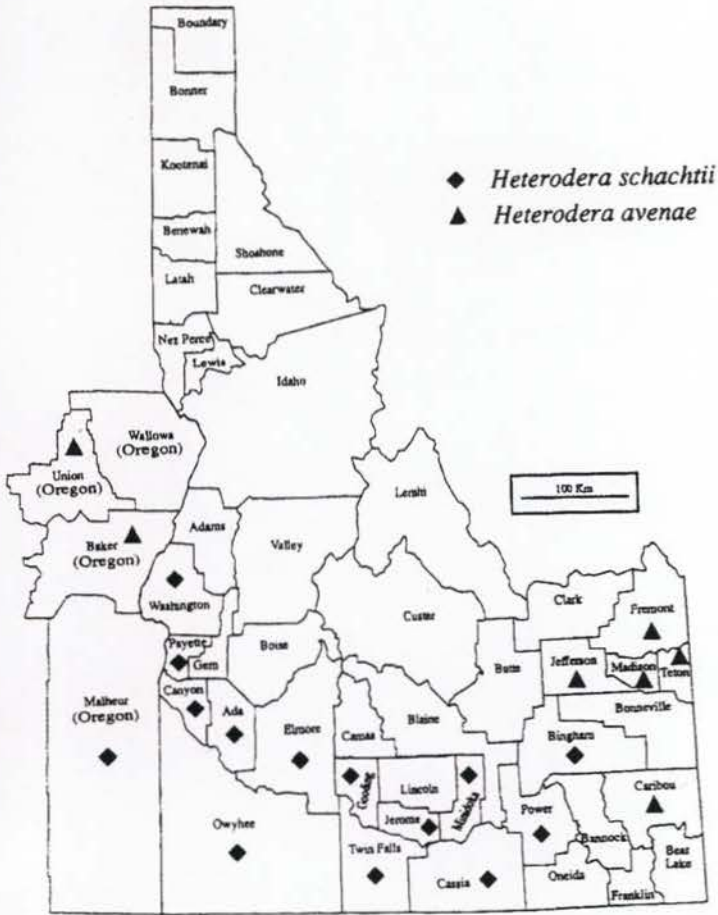 Boundary
Bonner
Kootenai
Benewah
Shoshone
Latah
Clearwater
Nez Perce
Lewis
Idaho
Heterodera schachtii
Heterodera avenae
Wallowa
(Oregon)
Union
(Oregon)
Lemhi
100 Km
Adams
Baker
(Oregon)
Valley
Washington
Custer
Clark
Fremont
Payette
Gem
Boise
Butte
Jefferson
Madison
Teton
Malheur
(Oregon)
Canyon
Ada
Elmore
Camas
Blaine
Bonneville
Bingham
Gooding
Lincoln
Minidoka
Jerome
Caribou
Owyhee
Power
Bannock
Twin Falls
Cassia
Oneida
Bear
Lake
Franklin